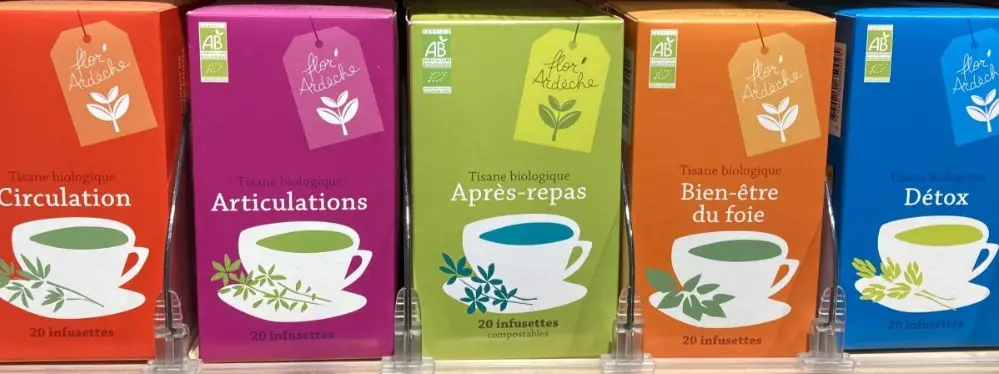 flor'
Ardèche
Tisane biologique
Circulation
20 infusettes
AB
flor'
Ardèche
Tisane biologique
Articulations
20 infusettes
AB
flor'
Ardèche
Tisane biologique
Après-repas
20 infusettes
compostables
AB
flor'
Ardèche
Tisane biologique
Bien-être
du foie
20 infusettes
AB
flor'
Ardèche
Tisane biologique
Détox
20 infusettes